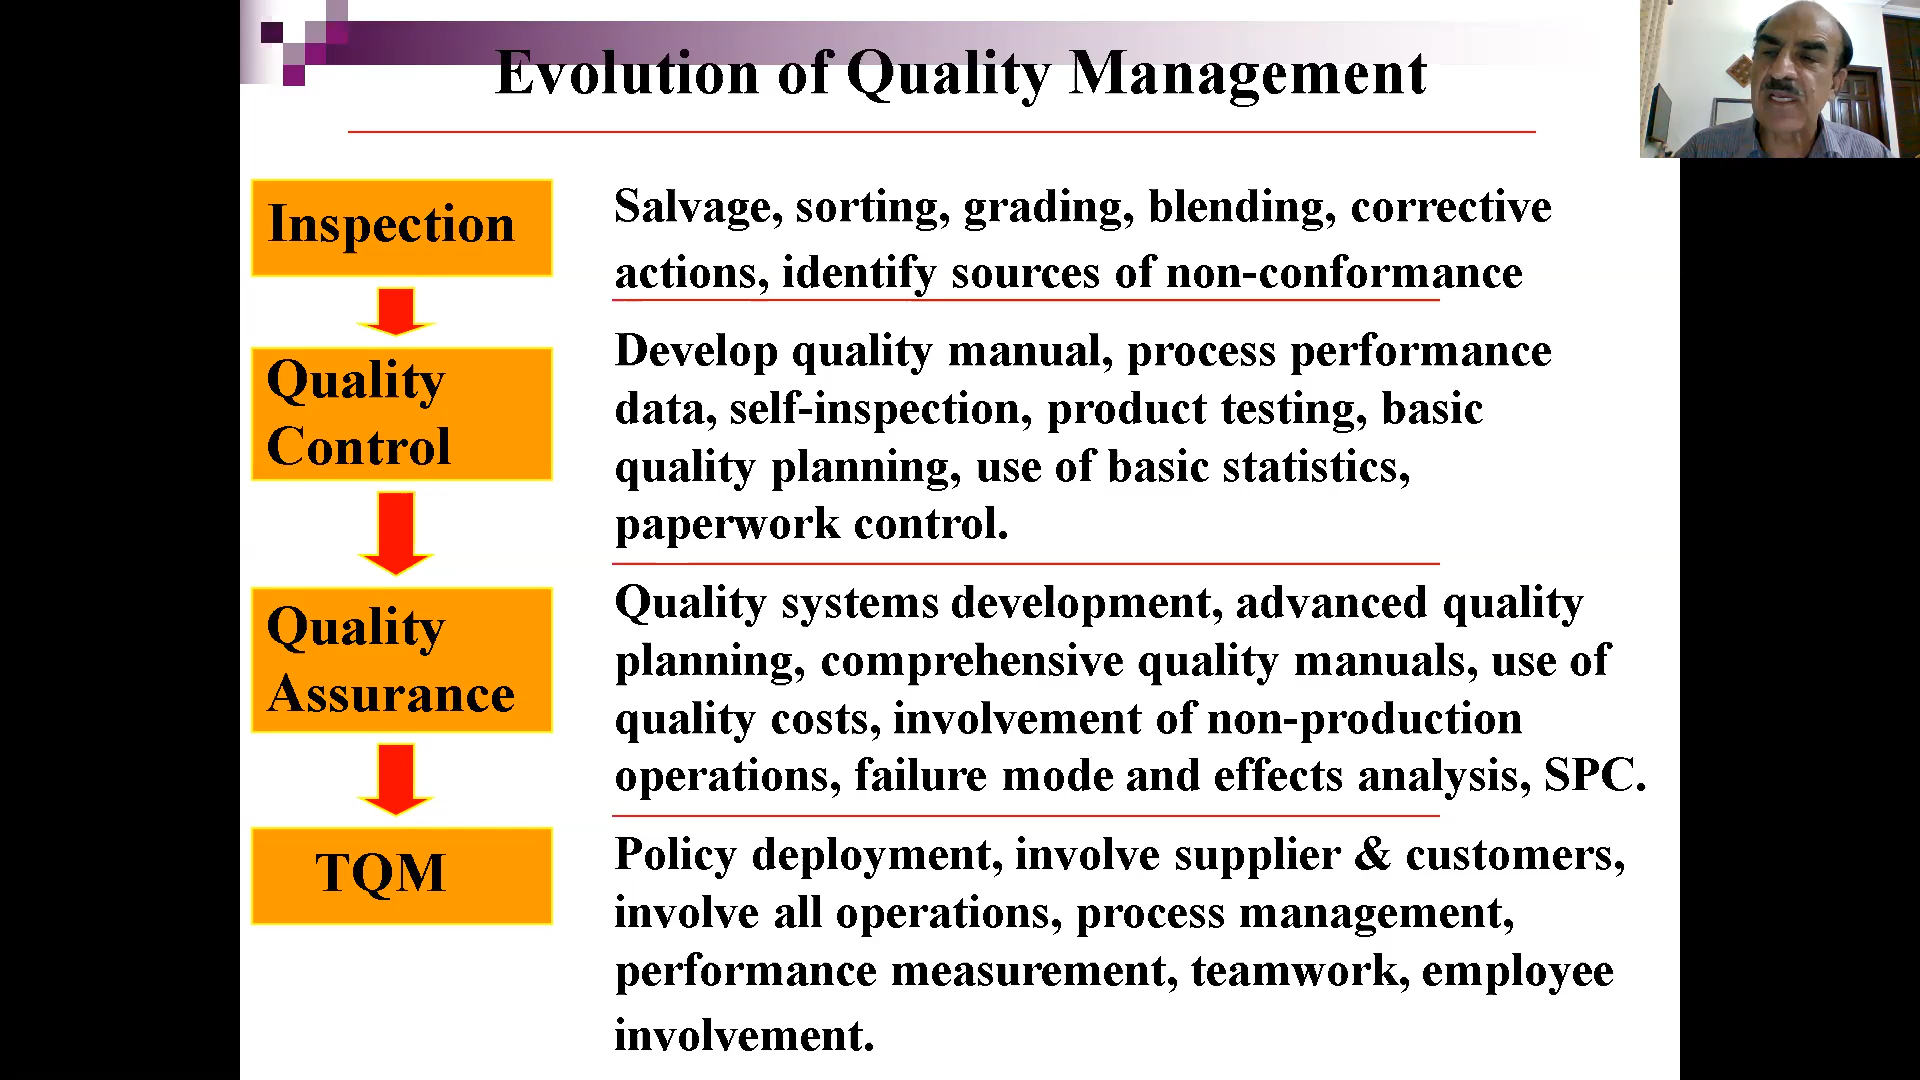 Evolution of Quality Management
Inspection
Salvage, sorting, grading, blending, corrective
actions, identify sources of non-conformance
Quality
Control
Develop quality manual, process performance
data, self-inspection, product testing, basic
quality planning, use of basic statistics,
paperwork control.
Quality
Assurance
Quality systems development, advanced quality
planning, comprehensive quality manuals, use of
quality costs, involvement of non-production
operations, failure mode and effects analysis, SPC.
TQM
Policy deployment, involve supplier & customers,
involve all operations, process management,
performance measurement, teamwork, employee
involvement.